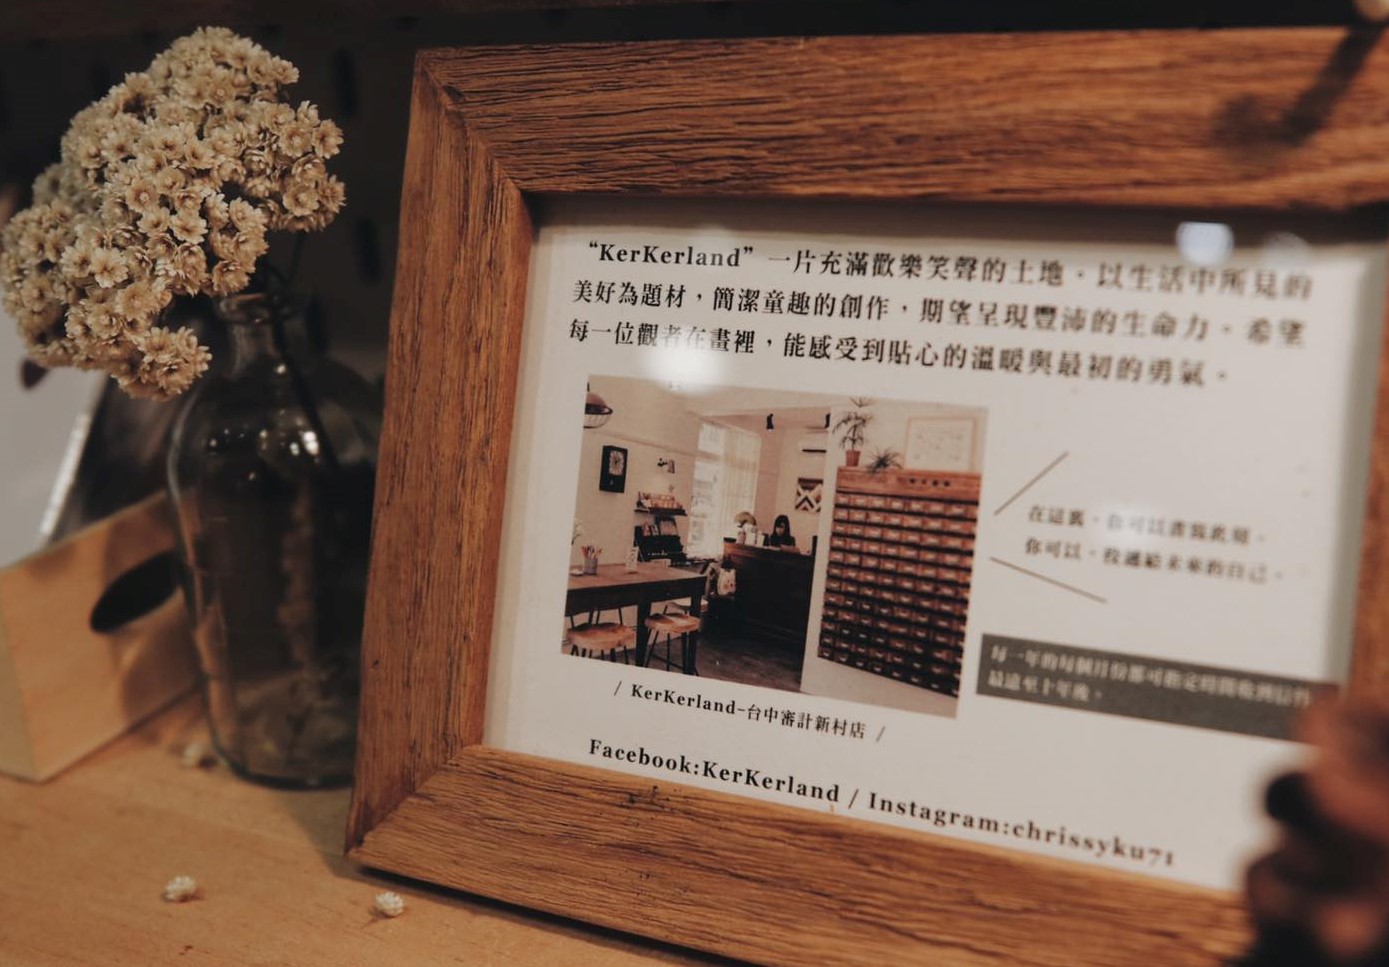 “KerKerland” 一片充滿歡樂笑聲的土地。以生活中所見的
美好為題材，簡潔童趣的創作，期望呈現豐沛的生命力。希望
每一位觀者在畫裡，能感受到貼心的溫暖與最初的勇氣。
在這裏，你可以書寫此刻。
你可以，投遞給未來的自己。
每一年的每個月份都可指定時間收到信件
最遠至十年後。
/ KerKerland-台中審計新村店 /
Facebook:KerKerland / Instagram:chrissyku71